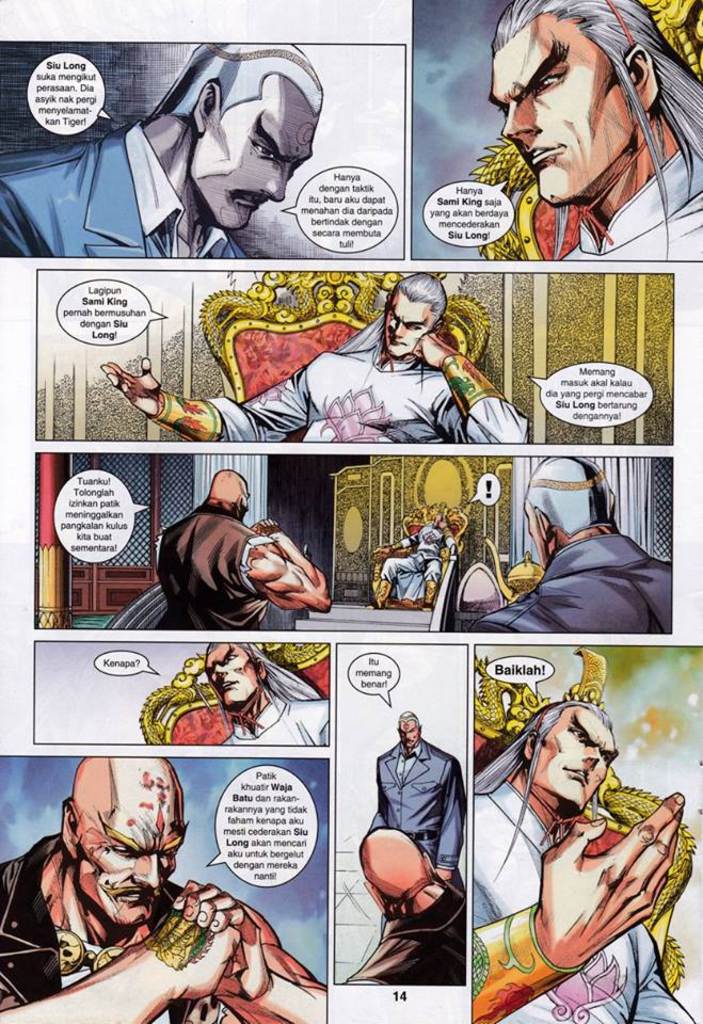 Siu Long
suka mengikut
perasaan. Dia
asyik nak pergi
menyelamat-
kan Tiger!
Hanya
dengan taktik
itu, baru aku dapat
menahan dia daripada
bertindak dengan
secara membuta
tuli!
Hanya
Sami King saja
yang akan berdaya
mencederakan
Siu Long!
Lagipun
Sami King
pernah bermusuhan
dengan Siu
Long!
Memang
masuk akal kalau
dia yang pergi mencabar
Siu Long bertarung
dengannya!
Tuanku!
Tolonglah
izinkan patik
meninggalkan
pangkalan kulus
kita buat
sementara!
!
Kenapa?
Patik
khuatir Waja
Batu dan rakan-
rakannya yang tidak
faham kenapa aku
mesti cederakan Siu
Long akan mencari
aku untuk bergelut
dengan mereka
nanti!
Itu
memang
benar!
Baiklah!
14